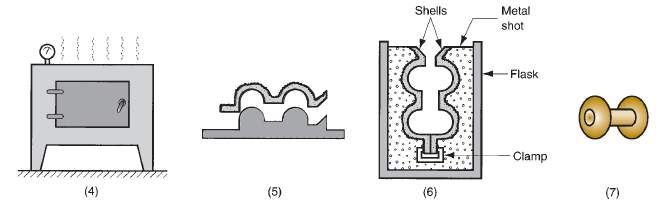 Shells
Metal
shot
Flask
Clamp
(4)
(5)
(6)
(7)